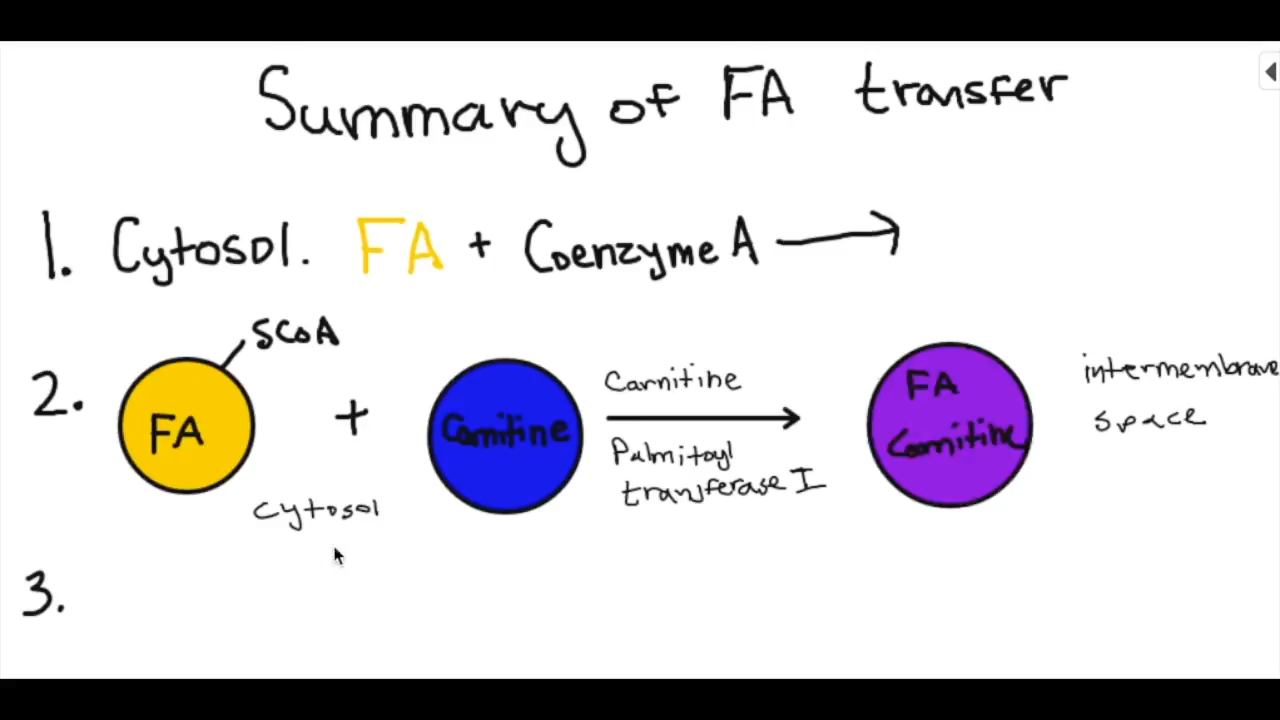 Summary of FA transfer
1. Cytosol. FA + Coenzyme A →
SCoA
2. FA + Carnitine
Carnitine
Palmitoyl
transferase I
FA
Carnitine
intermembrane
space
cytosol
3.